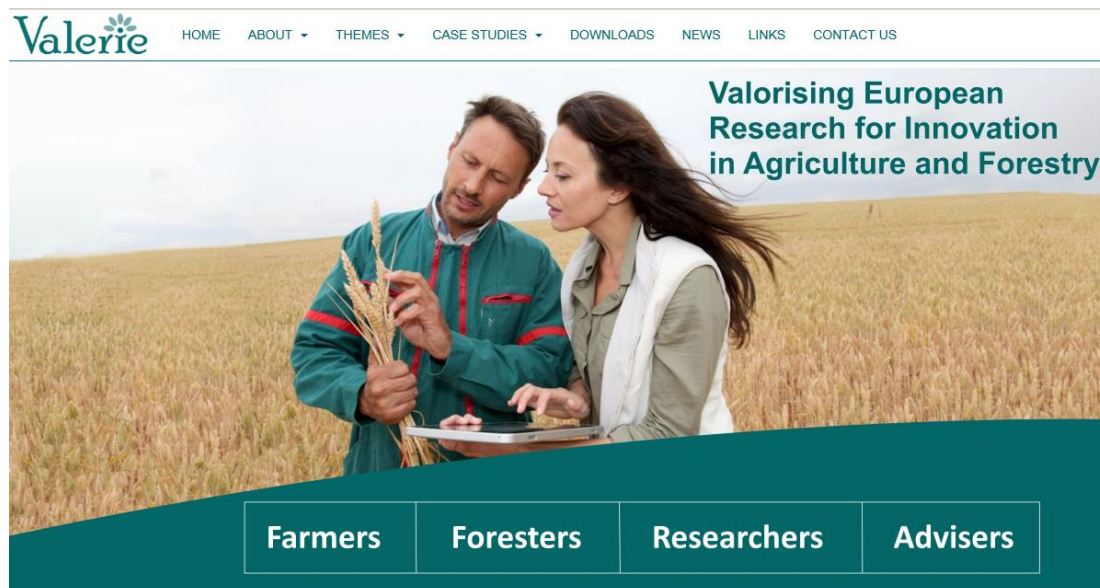 Valerie
HOME ABOUT THEMES CASE STUDIES DOWNLOADS NEWS LINKS CONTACT US
Valorising European
Research for Innovation
in Agriculture and Forestry
Farmers Foresters Researchers Advisers